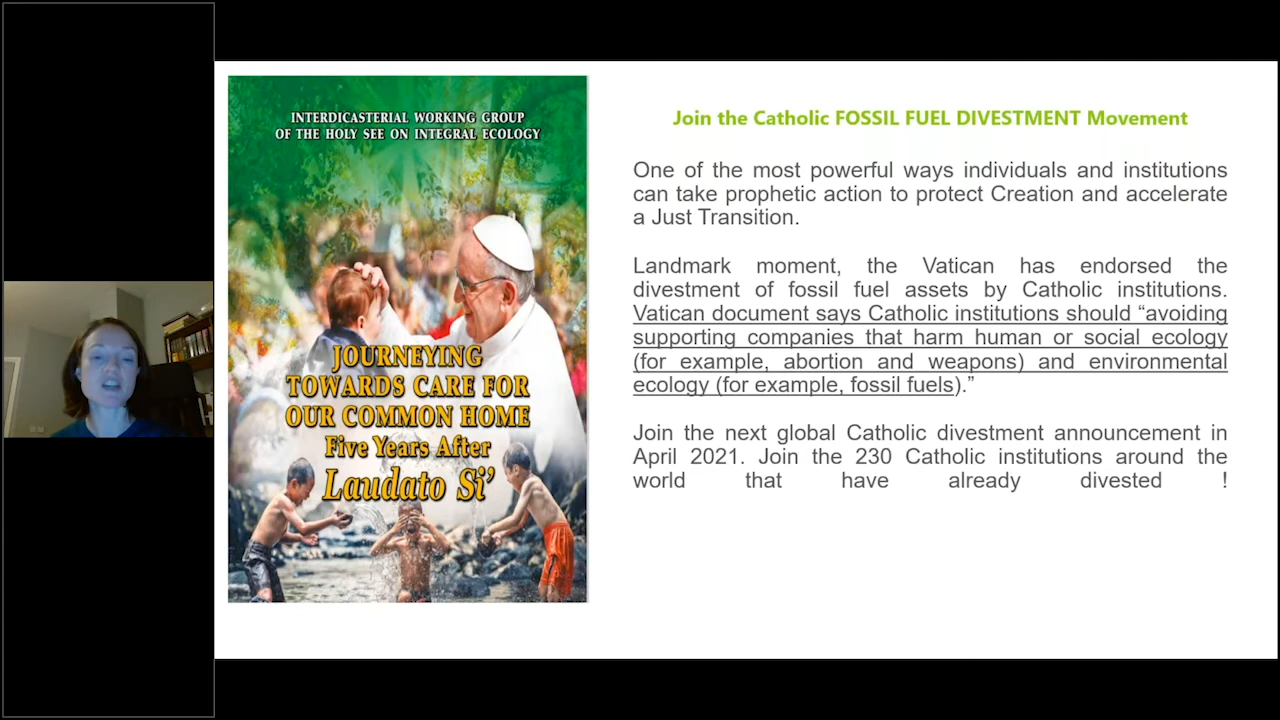 INTERDICASTERIAL WORKING GROUP
OF THE HOLY SEE ON INTEGRAL ECOLOGY
JOURNEYING
TOWARDS CARE FOR
OUR COMMON HOME
Five Years After
Laudato Si’
Join the Catholic FOSSIL FUEL DIVESTMENT Movement
One of the most powerful ways individuals and institutions
can take prophetic action to protect Creation and accelerate
a Just Transition.
Landmark moment, the Vatican has endorsed the
divestment of fossil fuel assets by Catholic institutions.
Vatican document says Catholic institutions should “avoiding
supporting companies that harm human or social ecology
(for example, abortion and weapons) and environmental
ecology (for example, fossil fuels).”
Join the next global Catholic divestment announcement in
April 2021. Join the 230 Catholic institutions around the
world that have already divested !